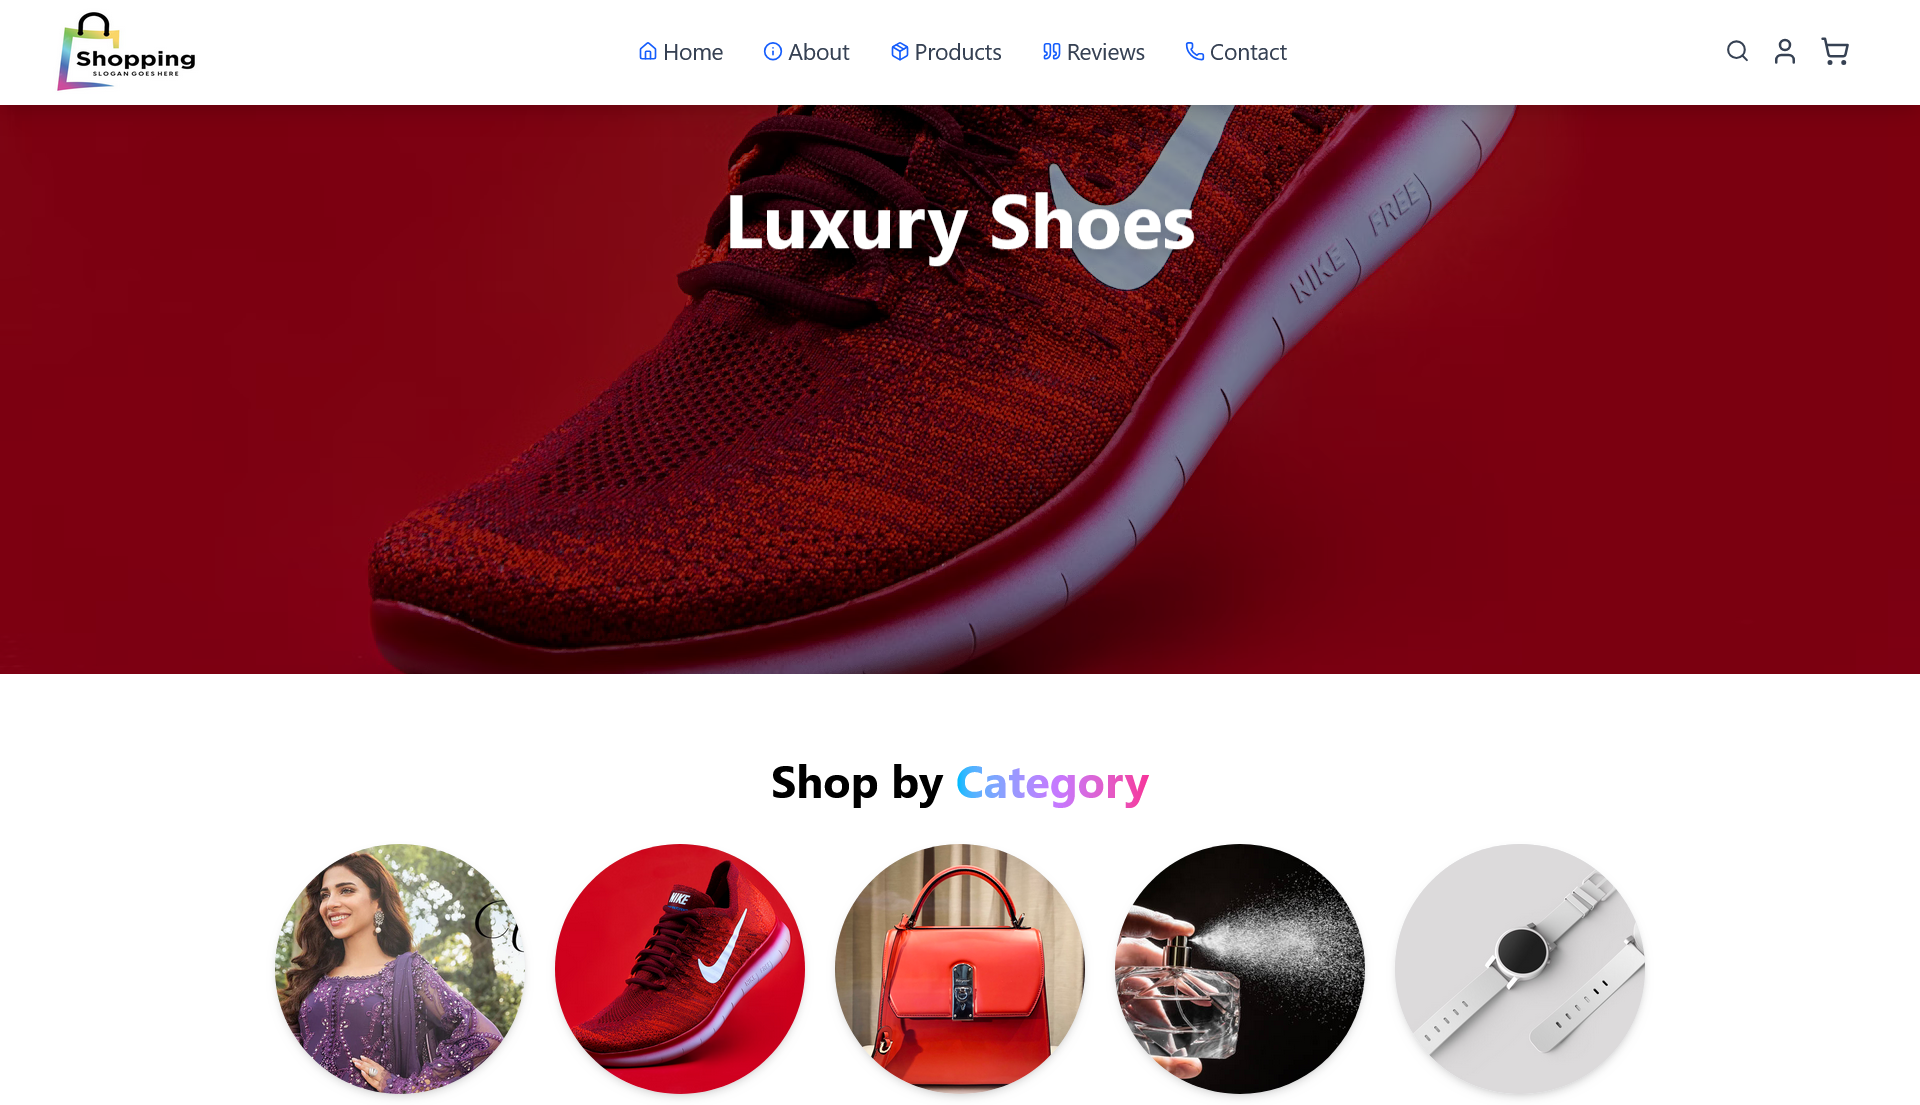 Shopping
SLOGAN GOES HERE
Home
About
Products
Reviews
Contact
Luxury Shoes
NIKE FREE
Shop by Category
NIKE